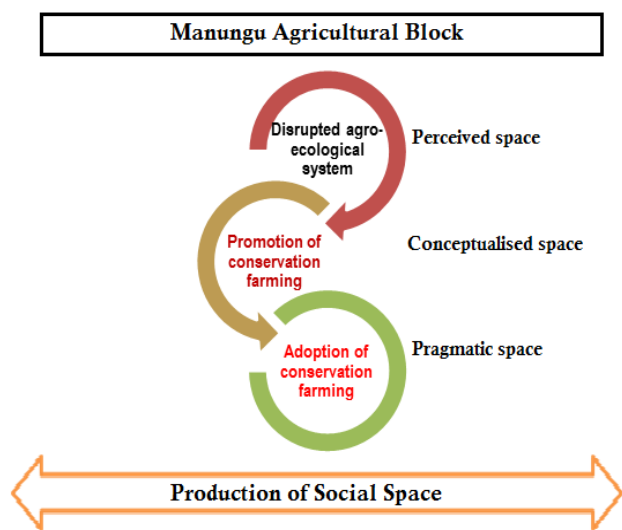 Manungu Agricultural Block
Disrupted agro-
ecological
system
Perceived space
Promotion of
conservation
farming
Conceptualised space
Adoption of
conservation
farming
Pragmatic space
Production of Social Space